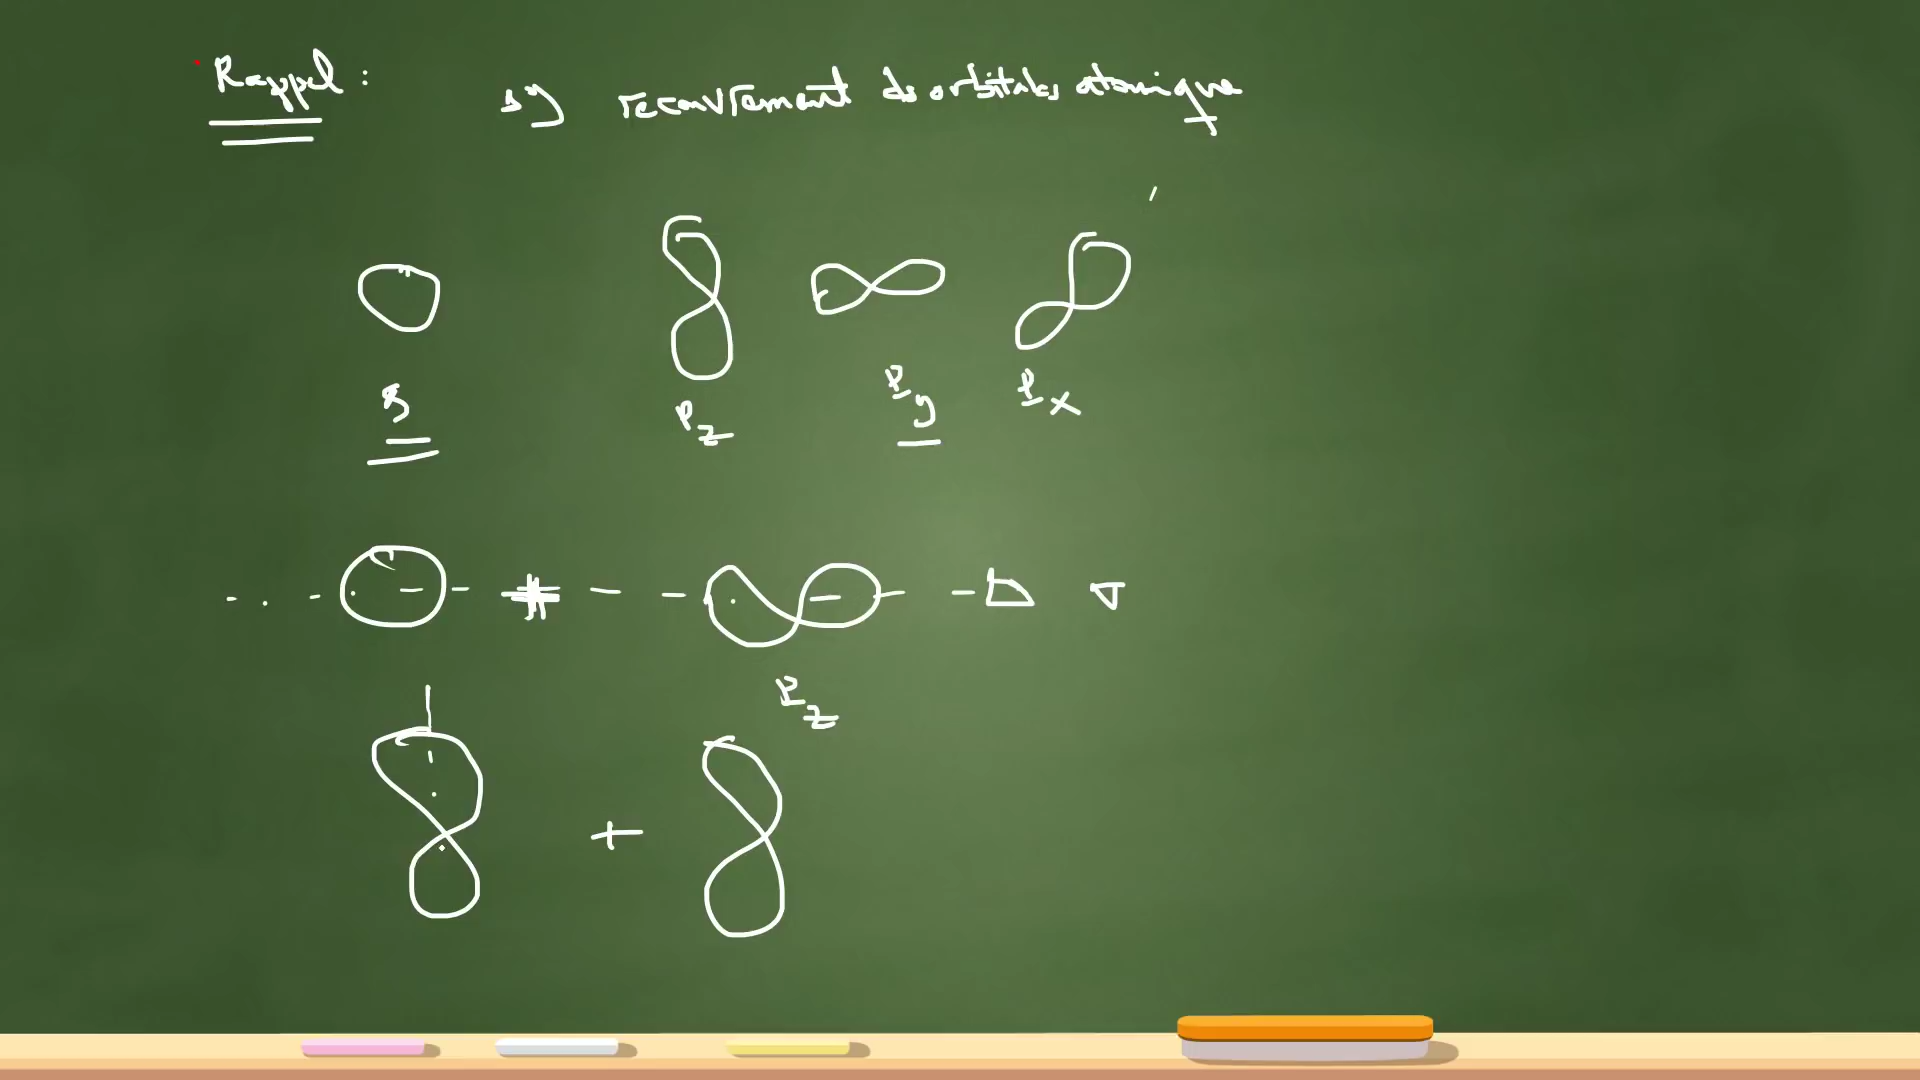 Rappel : 1) recouvrement des orbitales atomique
s Pz Py Px
+
Pz
+